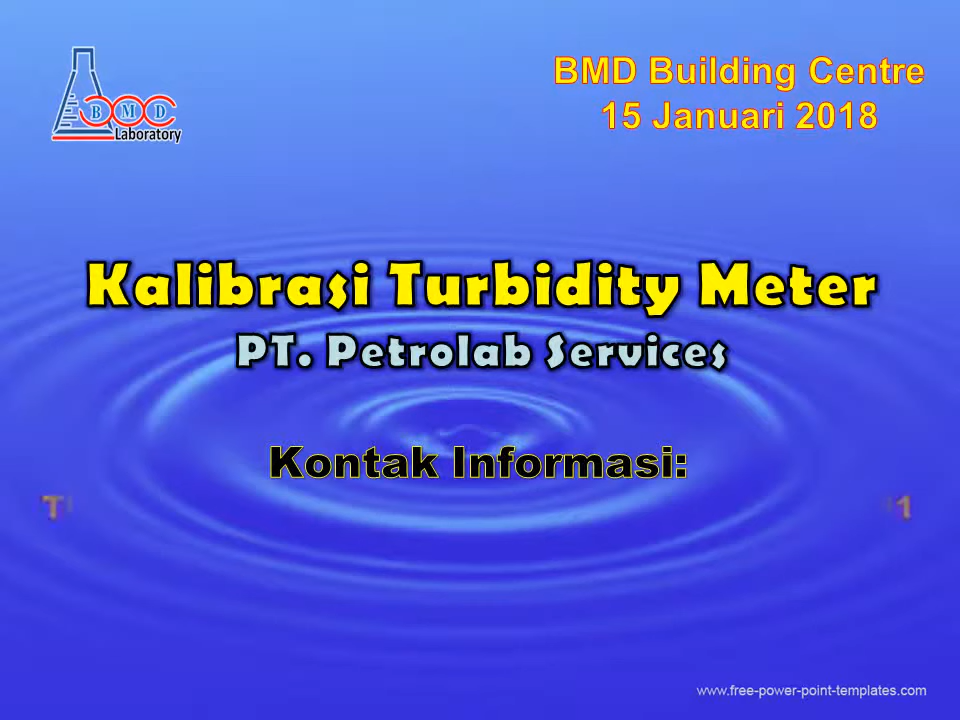 BMD
Laboratory
BMD Building Centre
15 Januari 2018
Kalibrasi Turbidity Meter
PT. Petrolab Services
Kontak Informasi:
www.free-power-point-templates.com